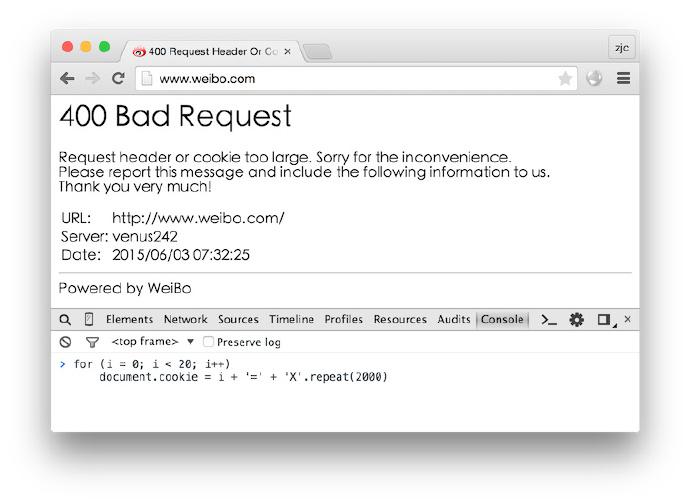 400 Request Header Or Co
zjc
www.weibo.com
400 Bad Request
Request header or cookie too large. Sorry for the inconvenience.
Please report this message and include the following information to us.
Thank you very much!
URL: http://www.weibo.com/
Server: venus242
Date: 2015/06/03 07:32:25
Powered by WeiBo
Elements Network Sources Timeline Profiles Resources Audits Console
<top frame> Preserve log
> for (i = 0; i < 20; i++)
document.cookie = i + '=' + 'X'.repeat(2000)